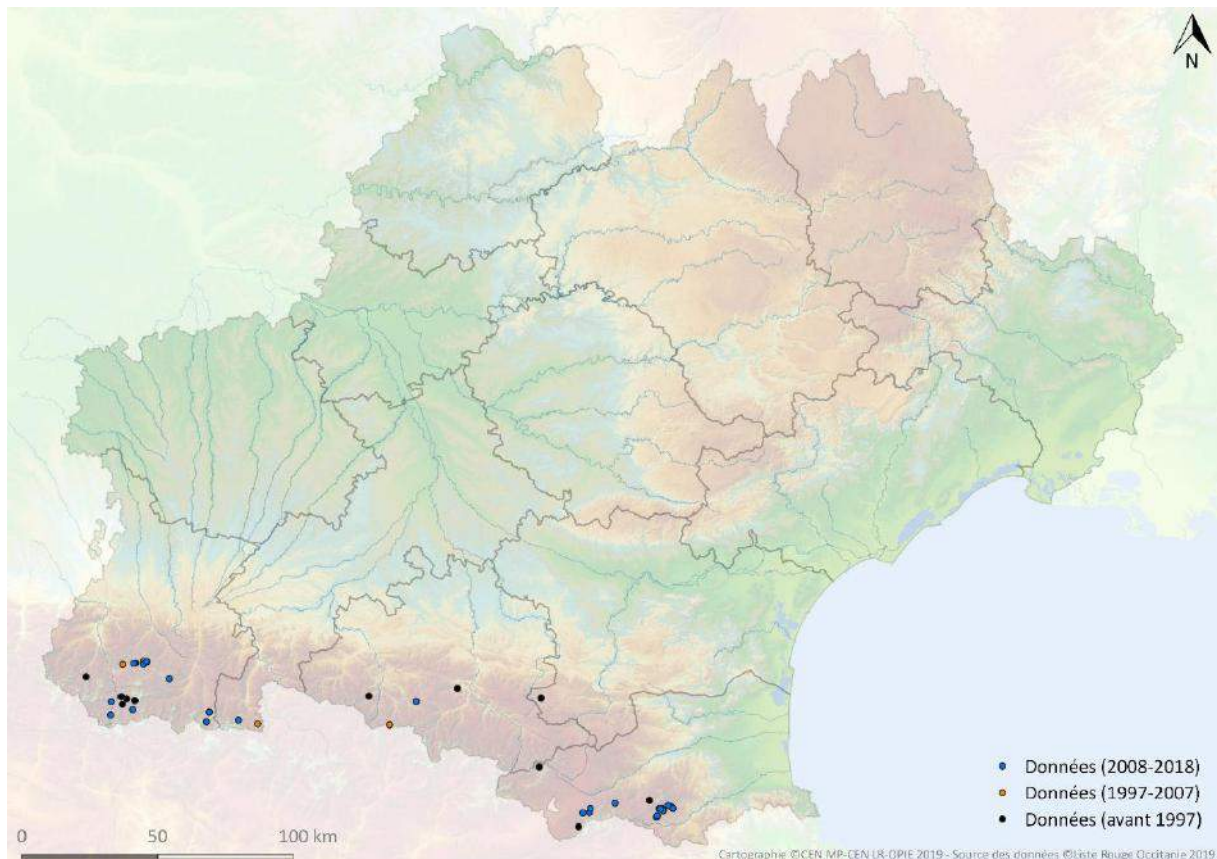 N
Données (2008-2018)
Données (1997-2007)
Données (avant 1997)
0 50 100 km
Cartographie ©CEN MP-CEN LR-OPIE 2019 - Source des données ©Liste Rouge Occitanie 2019